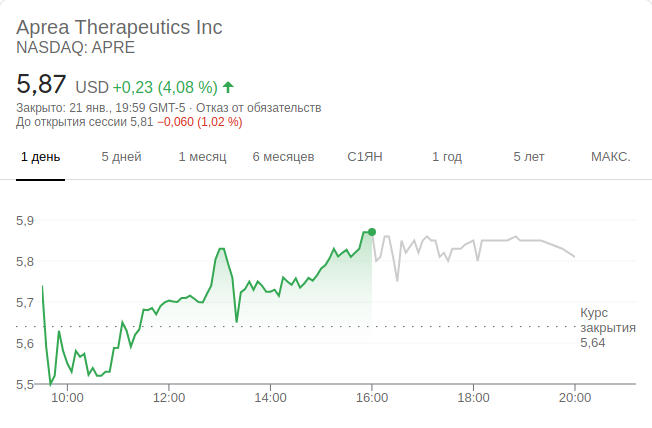 Aprea Therapeutics Inc
NASDAQ: APRE
5,87 USD +0,23 (4,08 %)
Закрыто: 21 янв., 19:59 GMT-5 · Отказ от обязательств
До открытия сессии 5,81 −0,060 (1,02 %)
1 день 5 дней 1 месяц 6 месяцев С1ЯН 1 год 5 лет МАКС.
5,9
5,8
5,7
Курс
закрытия
5,64
5,6
5,5
10:00 12:00 14:00 16:00 18:00 20:00